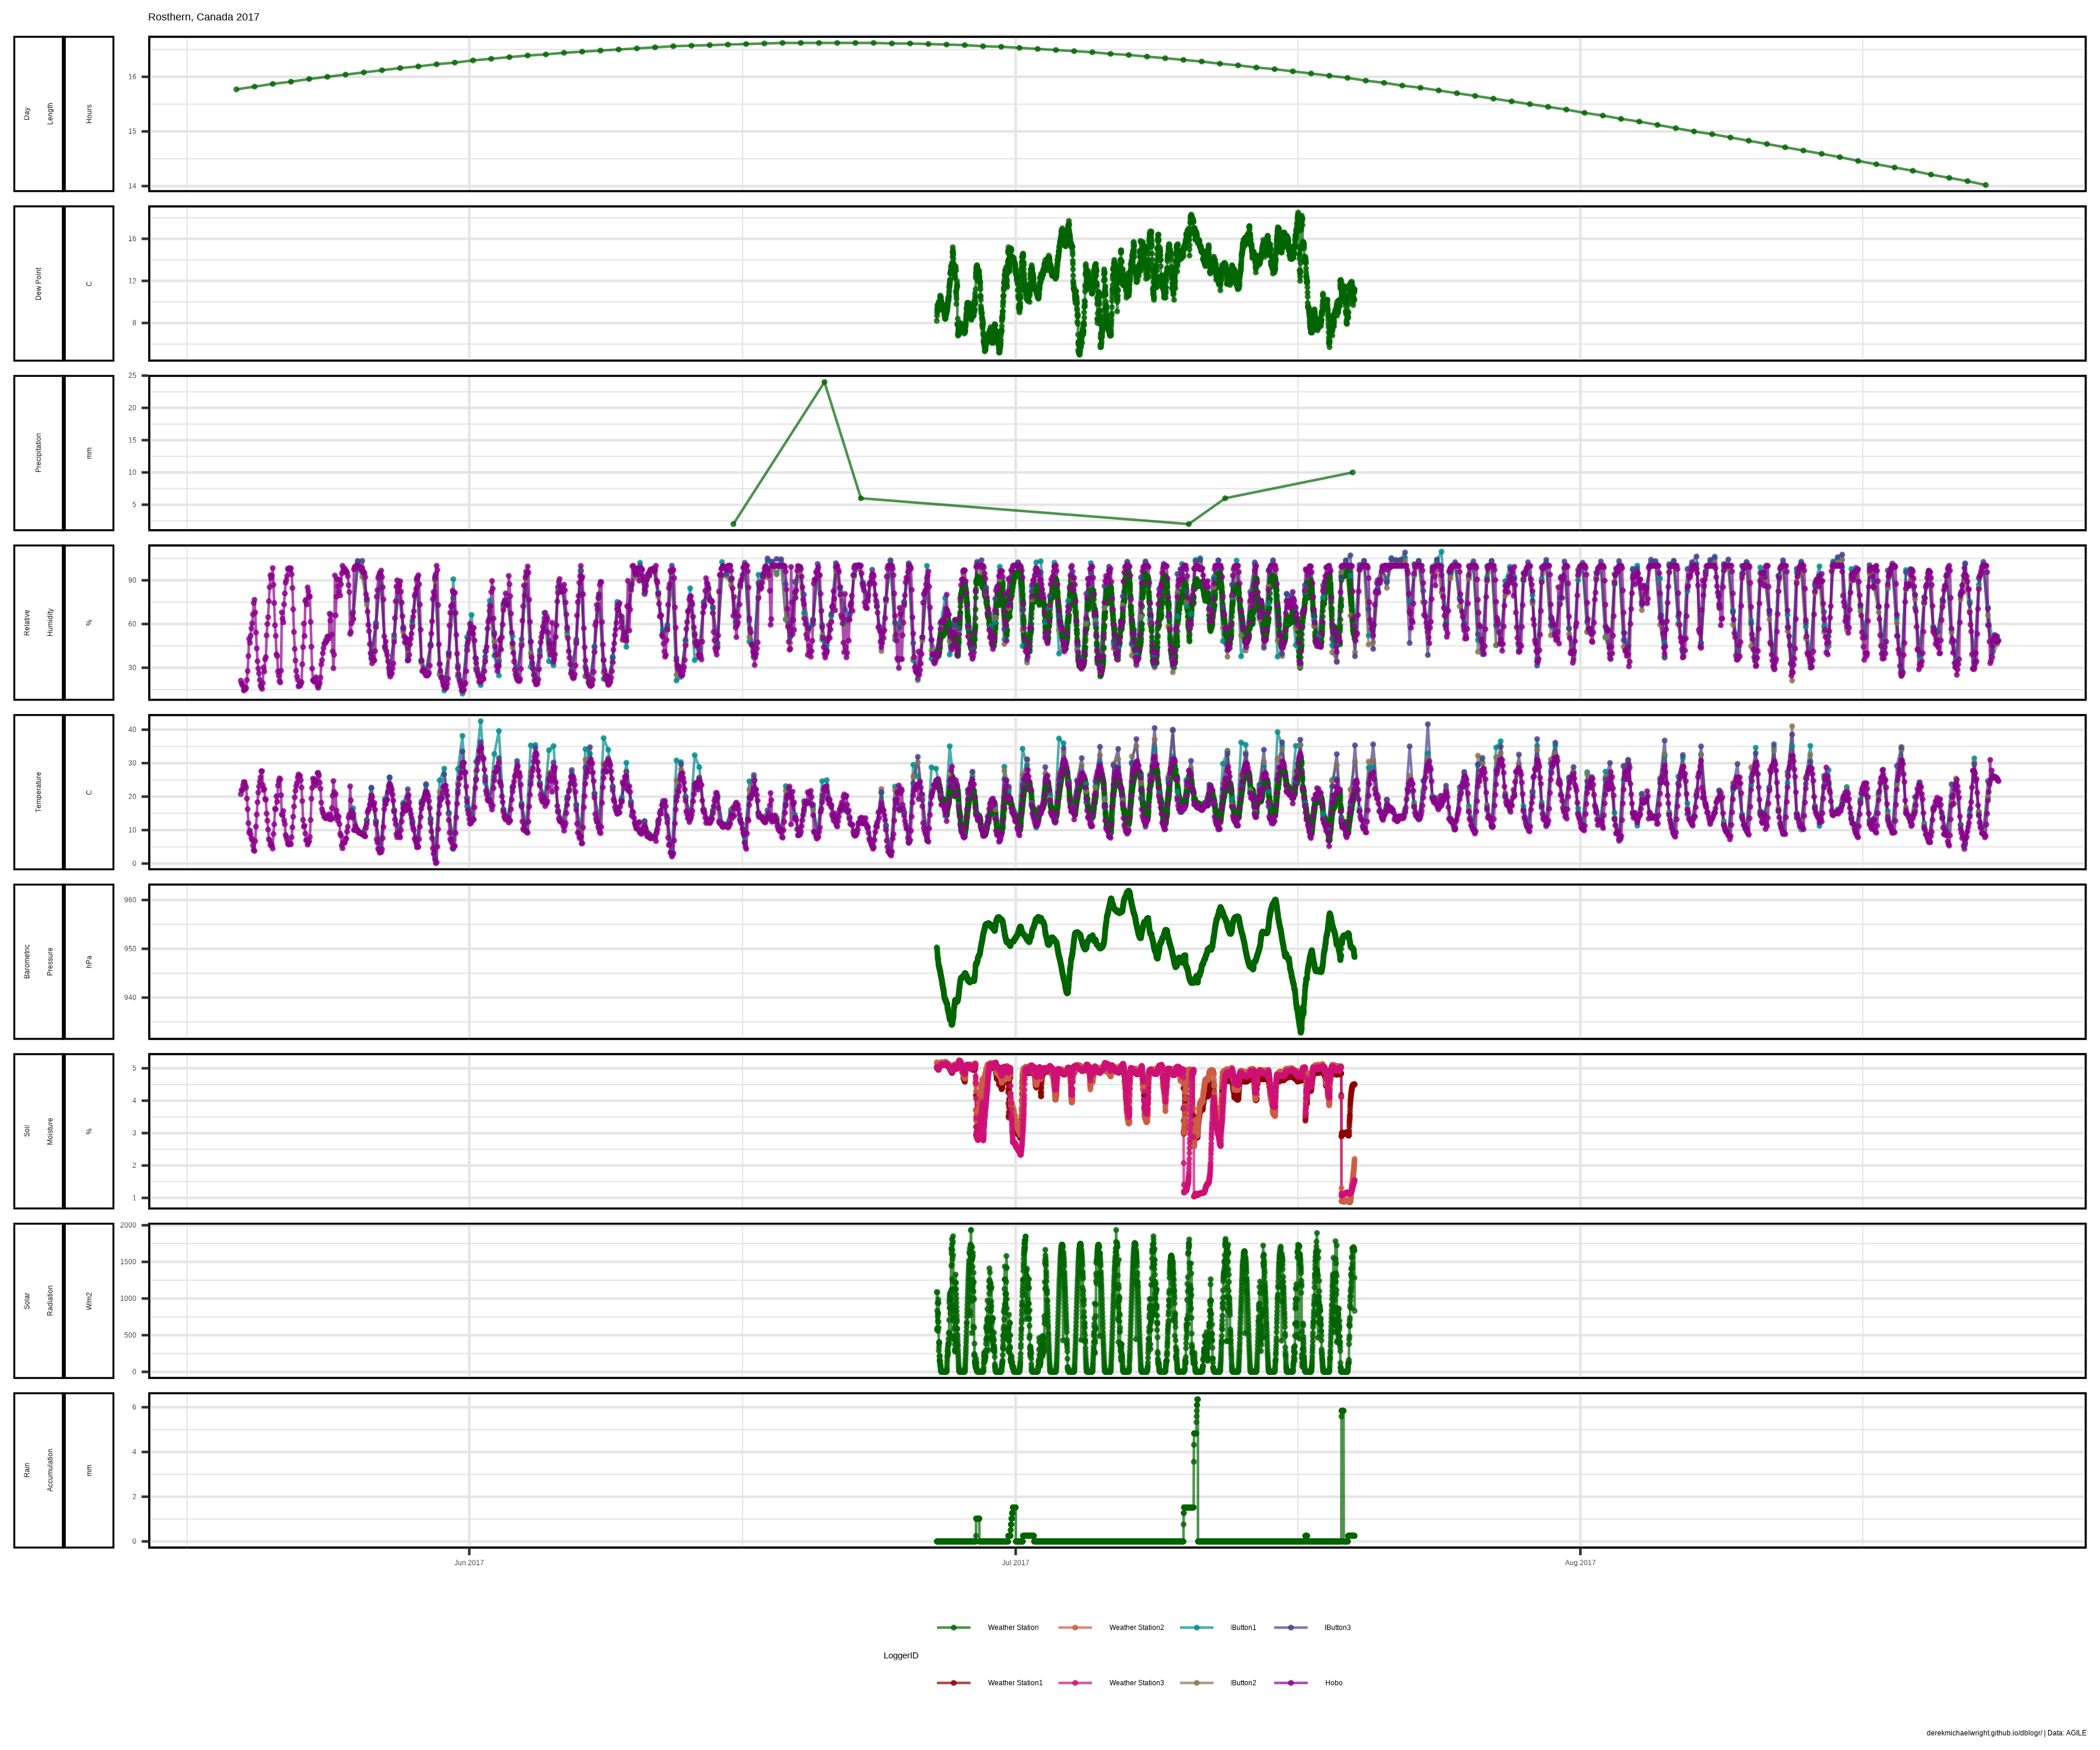 Rosthern, Canada 2017
Day
Length
Hours
16
15
14
Dew Point
C
16
12
8
Precipitation
mm
25
20
15
10
5
Relative
Humidity
%
90
60
30
Temperature
C
40
30
20
10
0
Barometric
Pressure
hPa
960
950
940
Soil
Moisture
%
5
4
3
2
1
Solar
Radiation
W/m2
2000
1500
1000
500
0
Rain
Accumulation
mm
6
4
2
0
Jun 2017 Jul 2017 Aug 2017
LoggerID
Weather Station Weather Station2 IButton1 IButton3
Weather Station1 Weather Station3 IButton2 Hobo
derekmichaelwright.github.io/dblogr/ | Data: AGILE